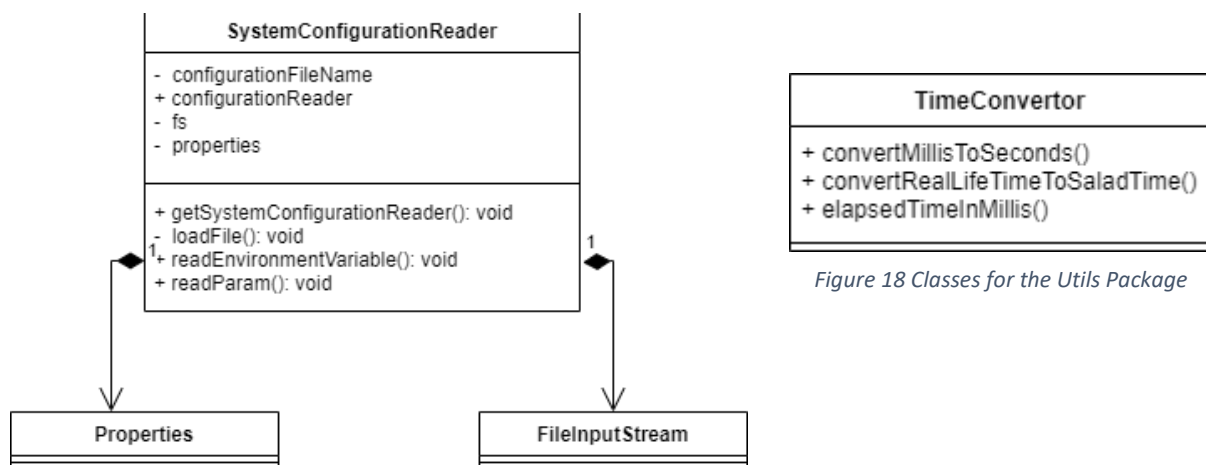 SystemConfigurationReader
- configurationFileName
+ configurationReader
- fs
- properties
+ getSystemConfigurationReader(): void
- loadFile(): void
+ readEnvironmentVariable(): void
+ readParam(): void
1
1
Properties
FileInputStream
TimeConvertor
+ convertMillisToSeconds()
+ convertRealLifeTimeToSaladTime()
+ elapsedTimeInMillis()
Figure 18 Classes for the Utils Package